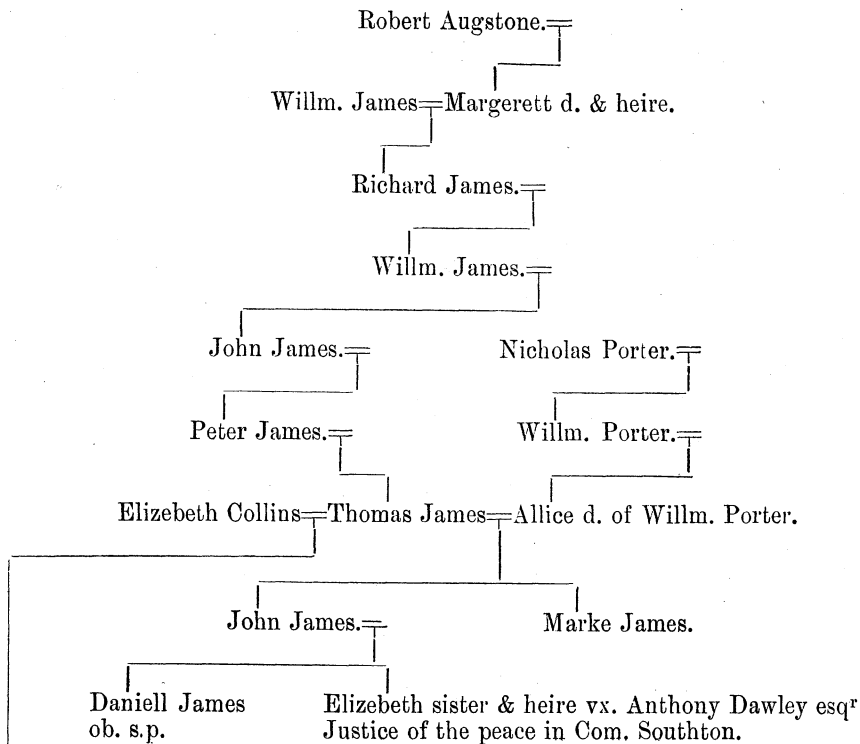 Robert Augstone.
Willm. James Margerett d. & heire.
Richard James.
Willm. James.
John James. Nicholas Porter.
Peter James. Willm. Porter.
Elizebeth Collins Thomas James Allice d. of Willm. Porter.
John James. Marke James.
Daniell James Elizebeth sister & heire vx. Anthony Dawley esqʳ
ob. s.p. Justice of the peace in Com. Southton.